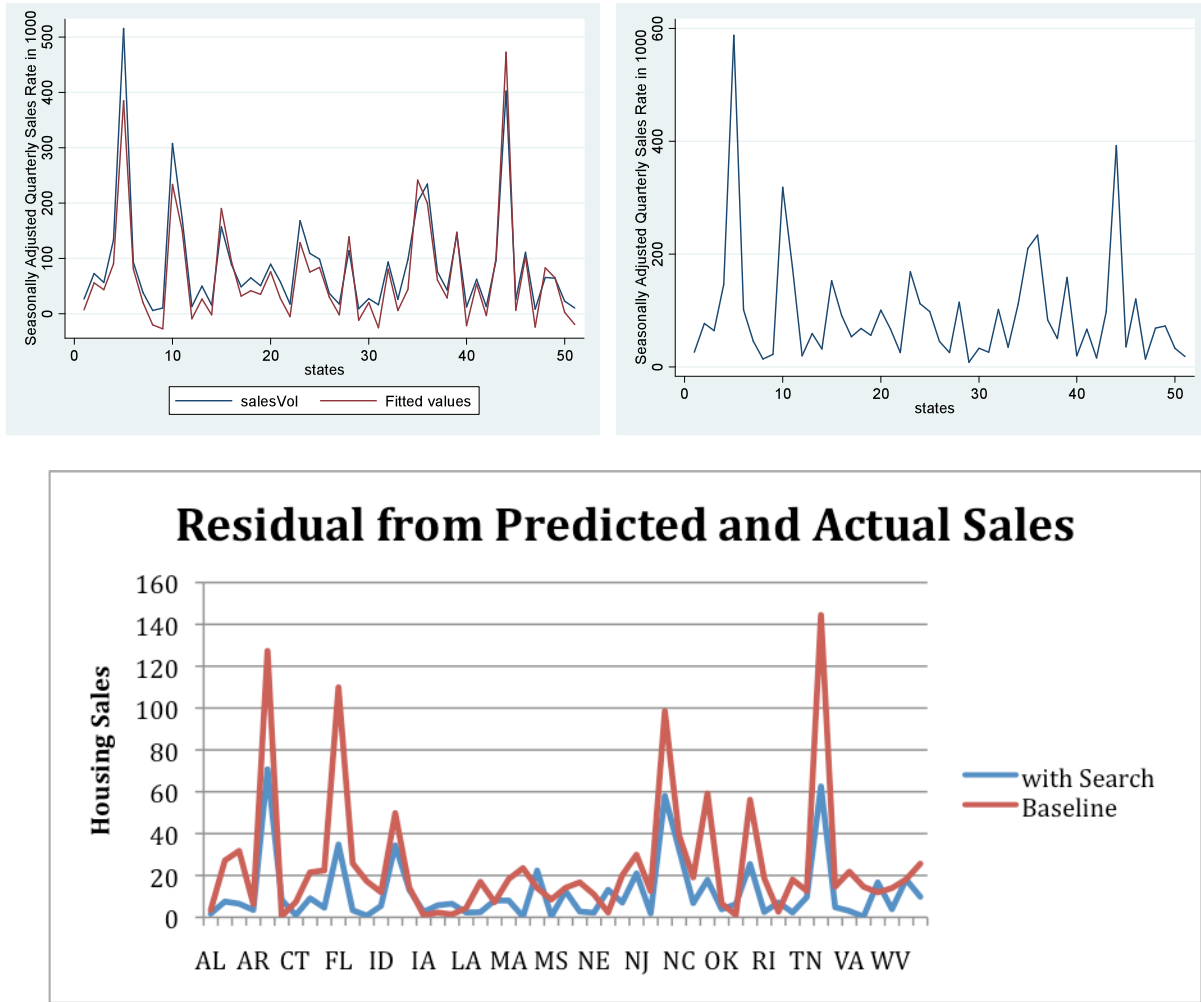 Seasonally Adjusted Quarterly Sales Rate in 1000
500
400
300
200
100
0
0 10 20 30 40 50
states
salesVol Fitted values
Seasonally Adjusted Quarterly Sales Rate in 1000
600
400
200
0
0 10 20 30 40 50
states
Residual from Predicted and Actual Sales
Housing Sales
160
140
120
100
80
60
40
20
0
AL AR CT FL ID IA LA MA MS NE NJ NC OK RI TN VA WV
with Search
Baseline